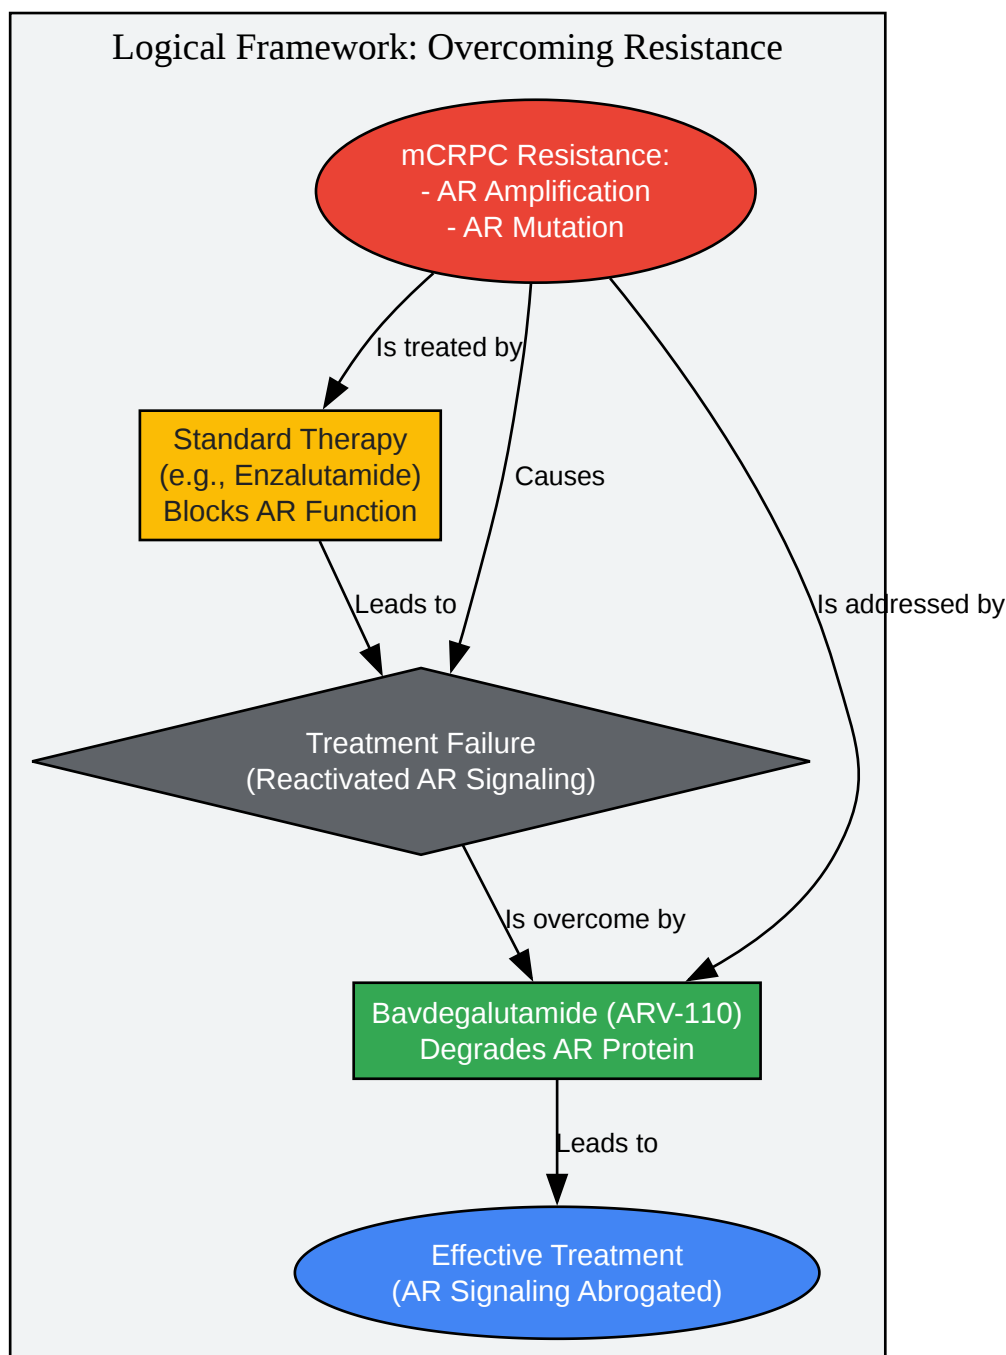 Logical Framework: Overcoming Resistance
mCRPC Resistance:
- AR Amplification
- AR Mutation
Is treated by
Standard Therapy
(e.g., Enzalutamide)
Blocks AR Function
Causes
Leads to
Is addressed by
Treatment Failure
(Reactivated AR Signaling)
Is overcome by
Bavdegalutamide (ARV-110)
Degrades AR Protein
Leads to
Effective Treatment
(AR Signaling Abrogated)